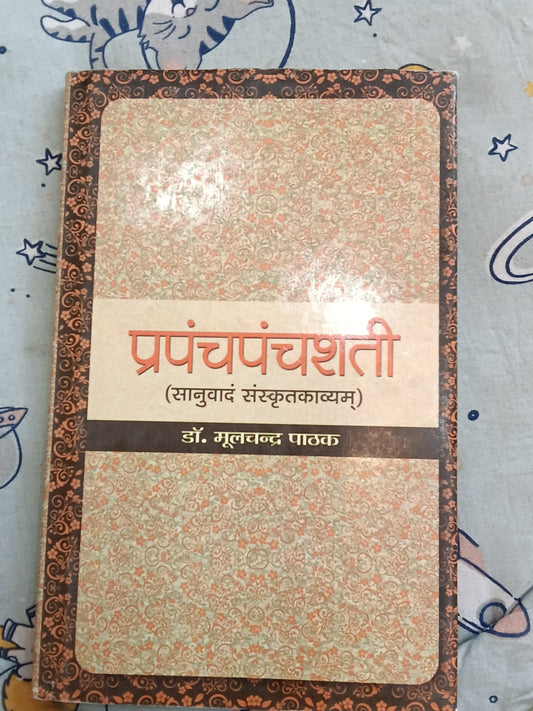 प्रपंचपंचशती
(सानुवादं संस्कृतकाव्यम्)
डॉ. मूलचन्द्र पाठक